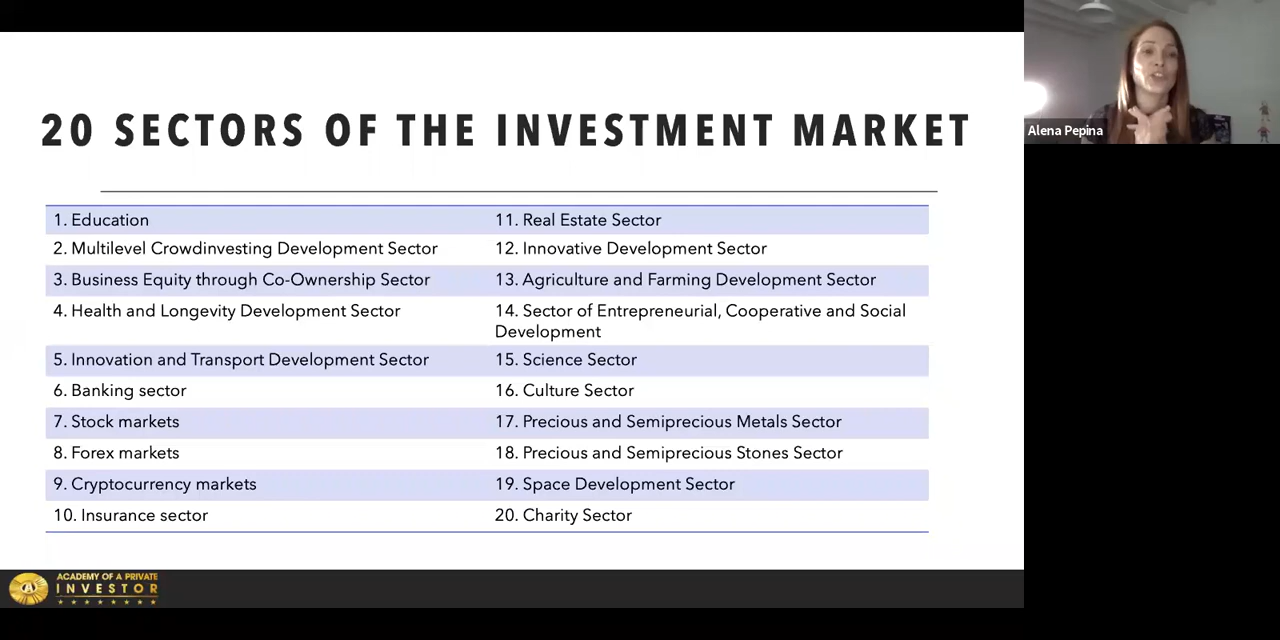 20 SECTORS OF THE INVESTMENT MARKET
Alena Pepina
1. Education
2. Multilevel Crowdinvesting Development Sector
3. Business Equity through Co-Ownership Sector
4. Health and Longevity Development Sector
5. Innovation and Transport Development Sector
6. Banking sector
7. Stock markets
8. Forex markets
9. Cryptocurrency markets
10. Insurance sector
11. Real Estate Sector
12. Innovative Development Sector
13. Agriculture and Farming Development Sector
14. Sector of Entrepreneurial, Cooperative and Social
Development
15. Science Sector
16. Culture Sector
17. Precious and Semiprecious Metals Sector
18. Precious and Semiprecious Stones Sector
19. Space Development Sector
20. Charity Sector
ACADEMY OF A PRIVATE
INVESTOR